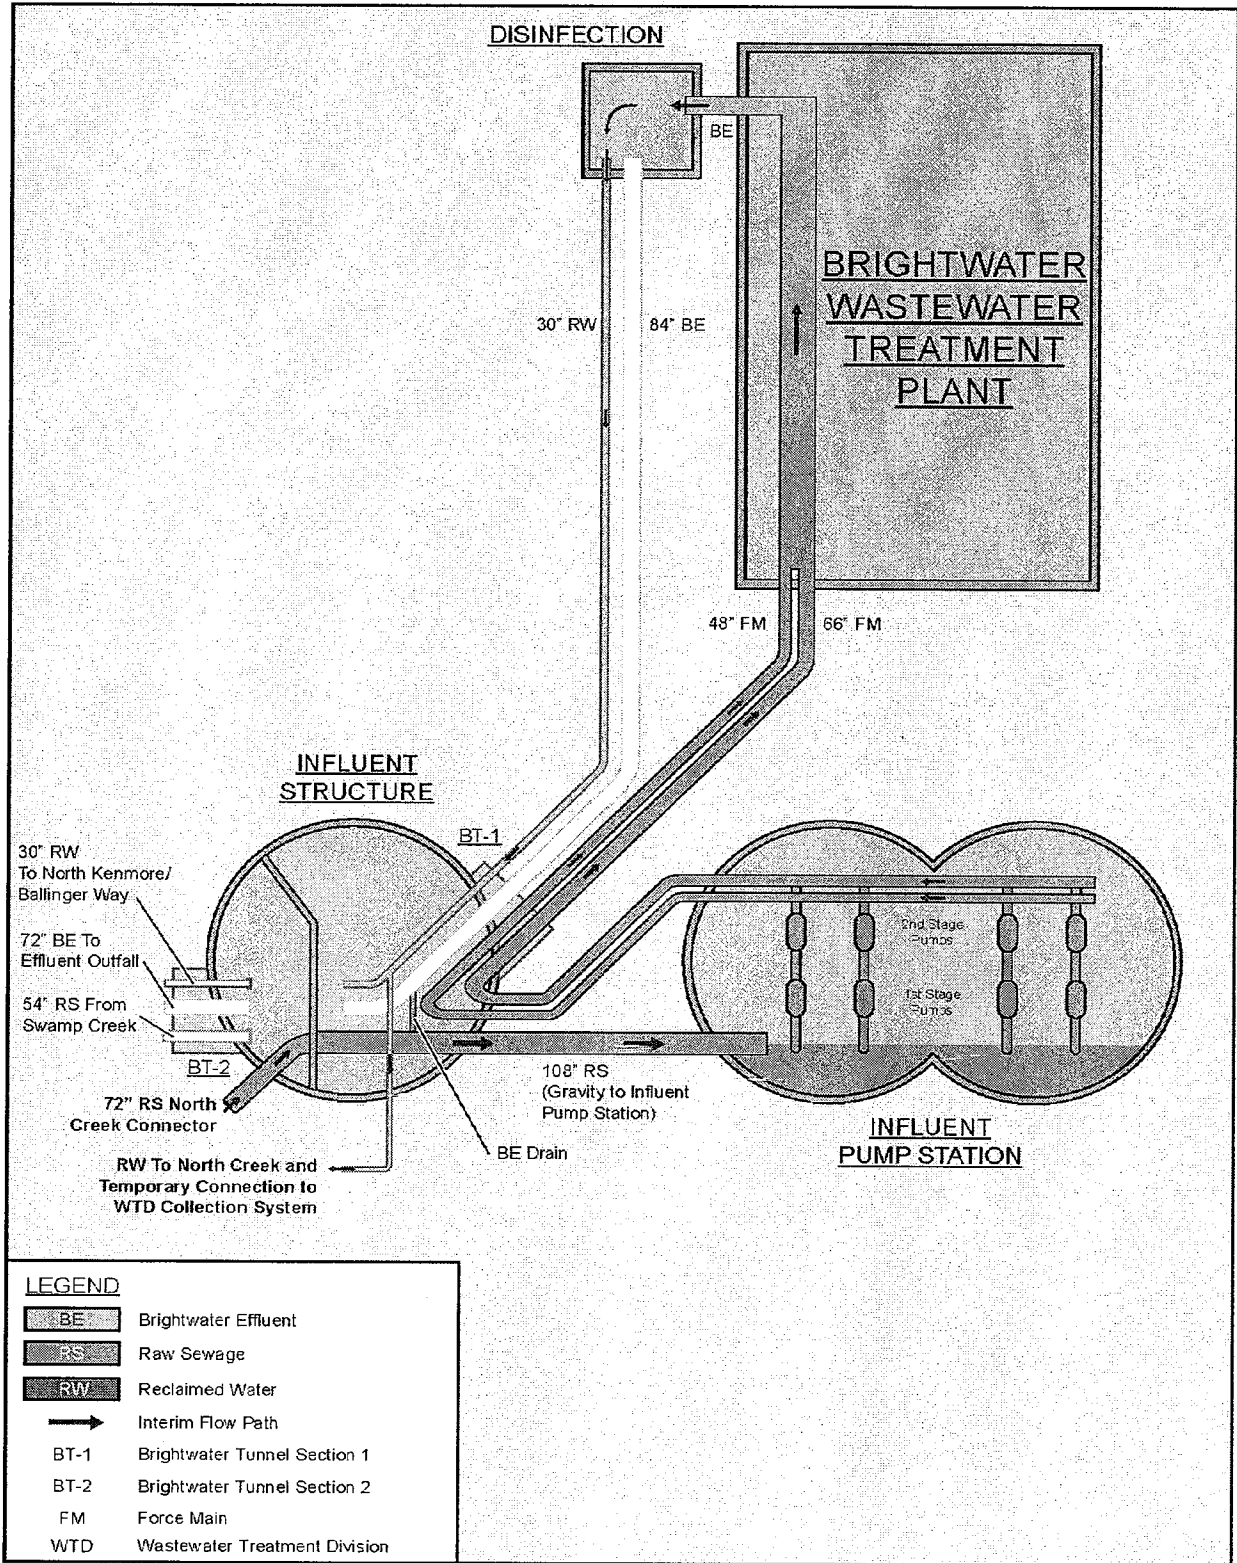 DISINFECTION
BE
BRIGHTWATER
WASTEWATER
TREATMENT
PLANT
30" RW
84" BE
48" FM
66" FM
INFLUENT
STRUCTURE
BT-1
30" RW
To North Kenmore/
Ballinger Way
72" BE To
Effluent Outfall
54" RS From
Swamp Creek
BT-2
72" RS North
Creek Connector
RW To North Creek and
Temporary Connection to
WTD Collection System
2nd Stage
Pumps
1st Stage
Pumps
108" RS
(Gravity to Influent
Pump Station)
BE Drain
INFLUENT
PUMP STATION
LEGEND
BE Brightwater Effluent
RS Raw Sewage
RW Reclaimed Water
Interim Flow Path
BT-1 Brightwater Tunnel Section 1
BT-2 Brightwater Tunnel Section 2
FM Force Main
WTD Wastewater Treatment Division